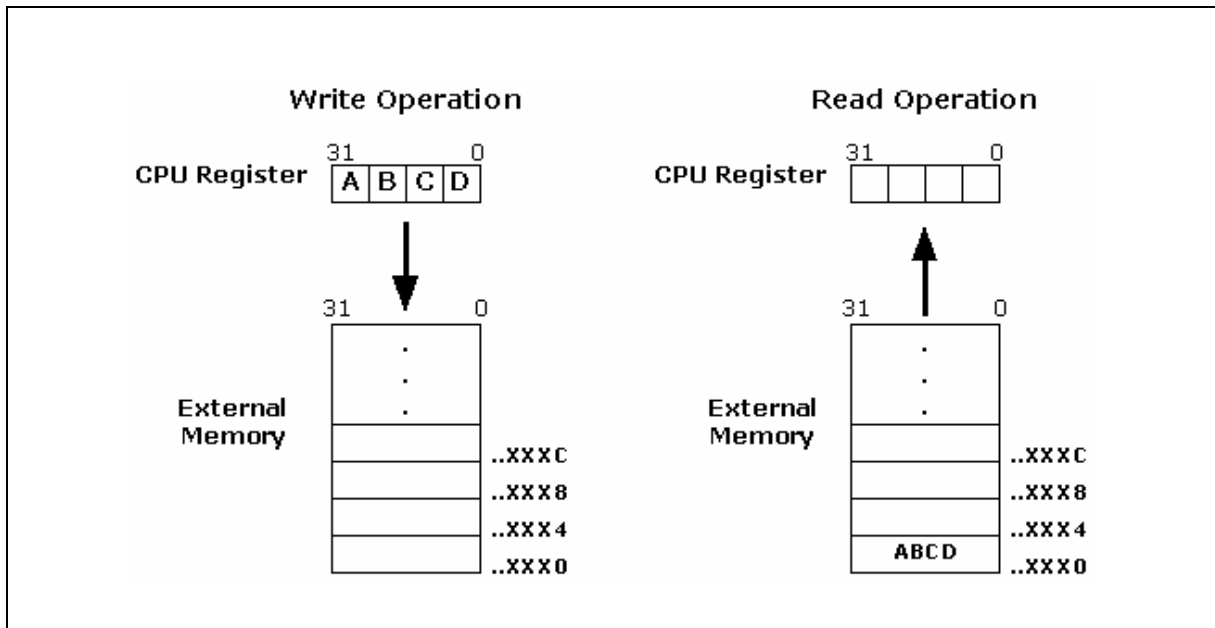 Write Operation
31 0
CPU Register
A B C D
31 0
.
.
.
External
Memory
..XXXC
..XXX8
..XXX4
..XXX0
Read Operation
31 0
CPU Register
31 0
.
.
.
External
Memory
..XXXC
..XXX8
..XXX4
ABCD
..XXX0